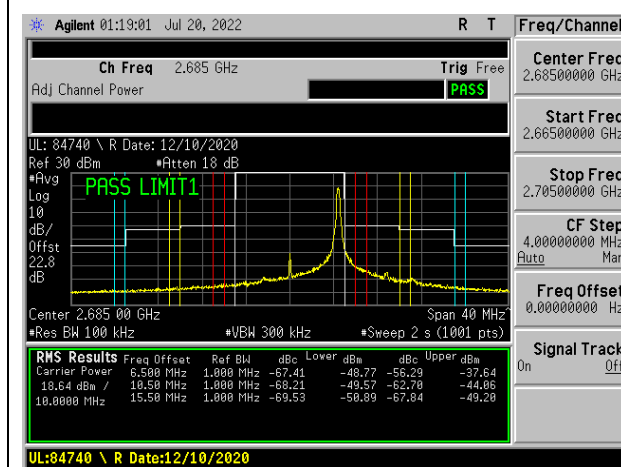 Agilent 01:19:01 Jul 20, 2022 R T
Freq/Channel
Ch Freq 2.685 GHz Trig Free
Adj Channel Power PASS
Center Freq
2.68500000 GHz
Start Freq
2.66500000 GHz
UL: 84740 \ R Date: 12/10/2020
Ref 30 dBm #Atten 18 dB
#Avg
Log
10
dB/
Offst
22.8
dB
PASS LIMIT1
Stop Freq
2.70500000 GHz
CF Step
4.00000000 MHz
Auto Man
Freq Offset
0.00000000 Hz
Center 2.685 00 GHz Span 40 MHz
#Res BW 100 kHz #VBW 300 kHz #Sweep 2 s (1001 pts)
Signal Track
On Off
RMS Results Freq Offset Ref BW dBc Lower dBm dBc Upper dBm
Carrier Power 6.500 MHz 1.000 MHz -67.41 -48.77 -56.29 -37.64
18.64 dBm / 10.50 MHz 1.000 MHz -68.21 -49.57 -62.70 -44.06
10.0000 MHz 15.50 MHz 1.000 MHz -69.53 -50.89 -67.84 -49.20
UL:84740 \ R Date:12/10/2020